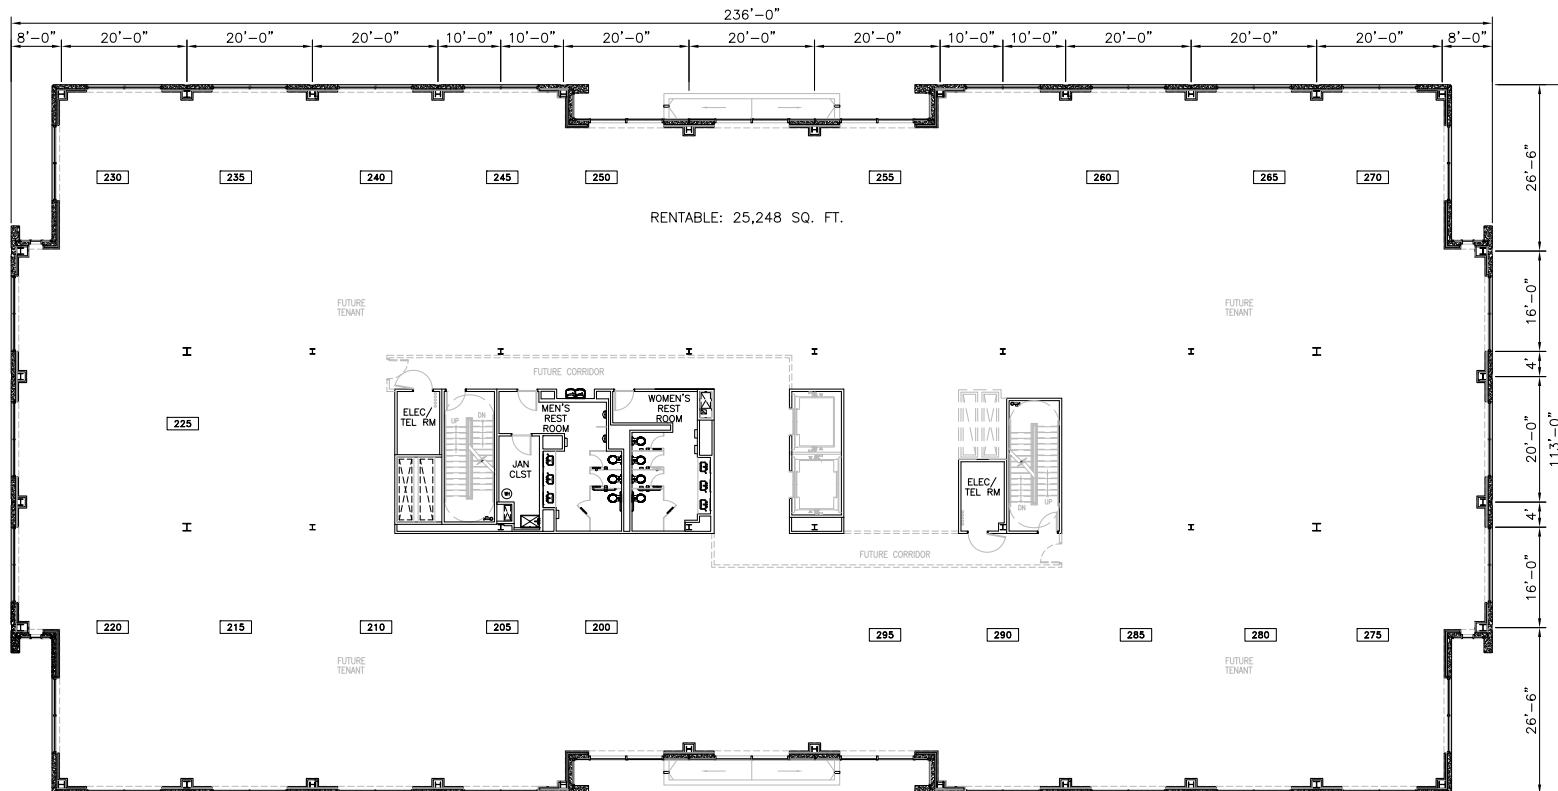 236'-0"
8'-0" 20'-0" 20'-0" 20'-0" 10'-0" 10'-0" 20'-0" 20'-0" 20'-0" 10'-0" 10'-0" 20'-0" 20'-0" 20'-0" 8'-0"
230 235 240 245 250 255 260 265 270
26'-6"
RENTABLE: 25,248 SQ. FT.
FUTURE
TENANT
FUTURE
TENANT
16'-0"
4'
FUTURE CORRIDOR
225
ELEC/
TEL RM
UP
DN
MEN'S
REST
ROOM
WOMEN'S
REST
ROOM
JAN
CLST
WH
ELEC/
TEL RM
DN
UP
20'-0"
113'-0"
4'
FUTURE CORRIDOR
16'-0"
220 215 210 205 200 295 290 285 280 275
FUTURE
TENANT
FUTURE
TENANT
26'-6"